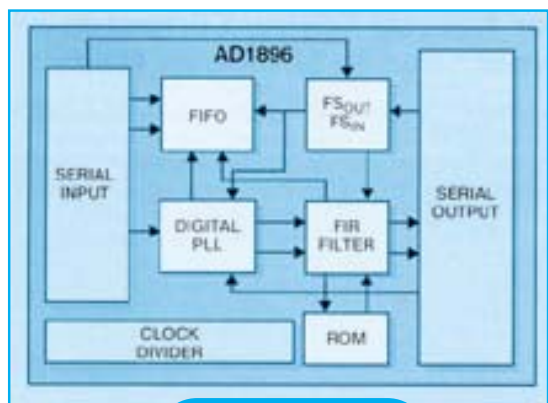 AD1896
SERIAL
INPUT
FIFO
FSOUT
FSIN
SERIAL
OUTPUT
DIGITAL
PLL
FIR
FILTER
CLOCK
DIVIDER
ROM